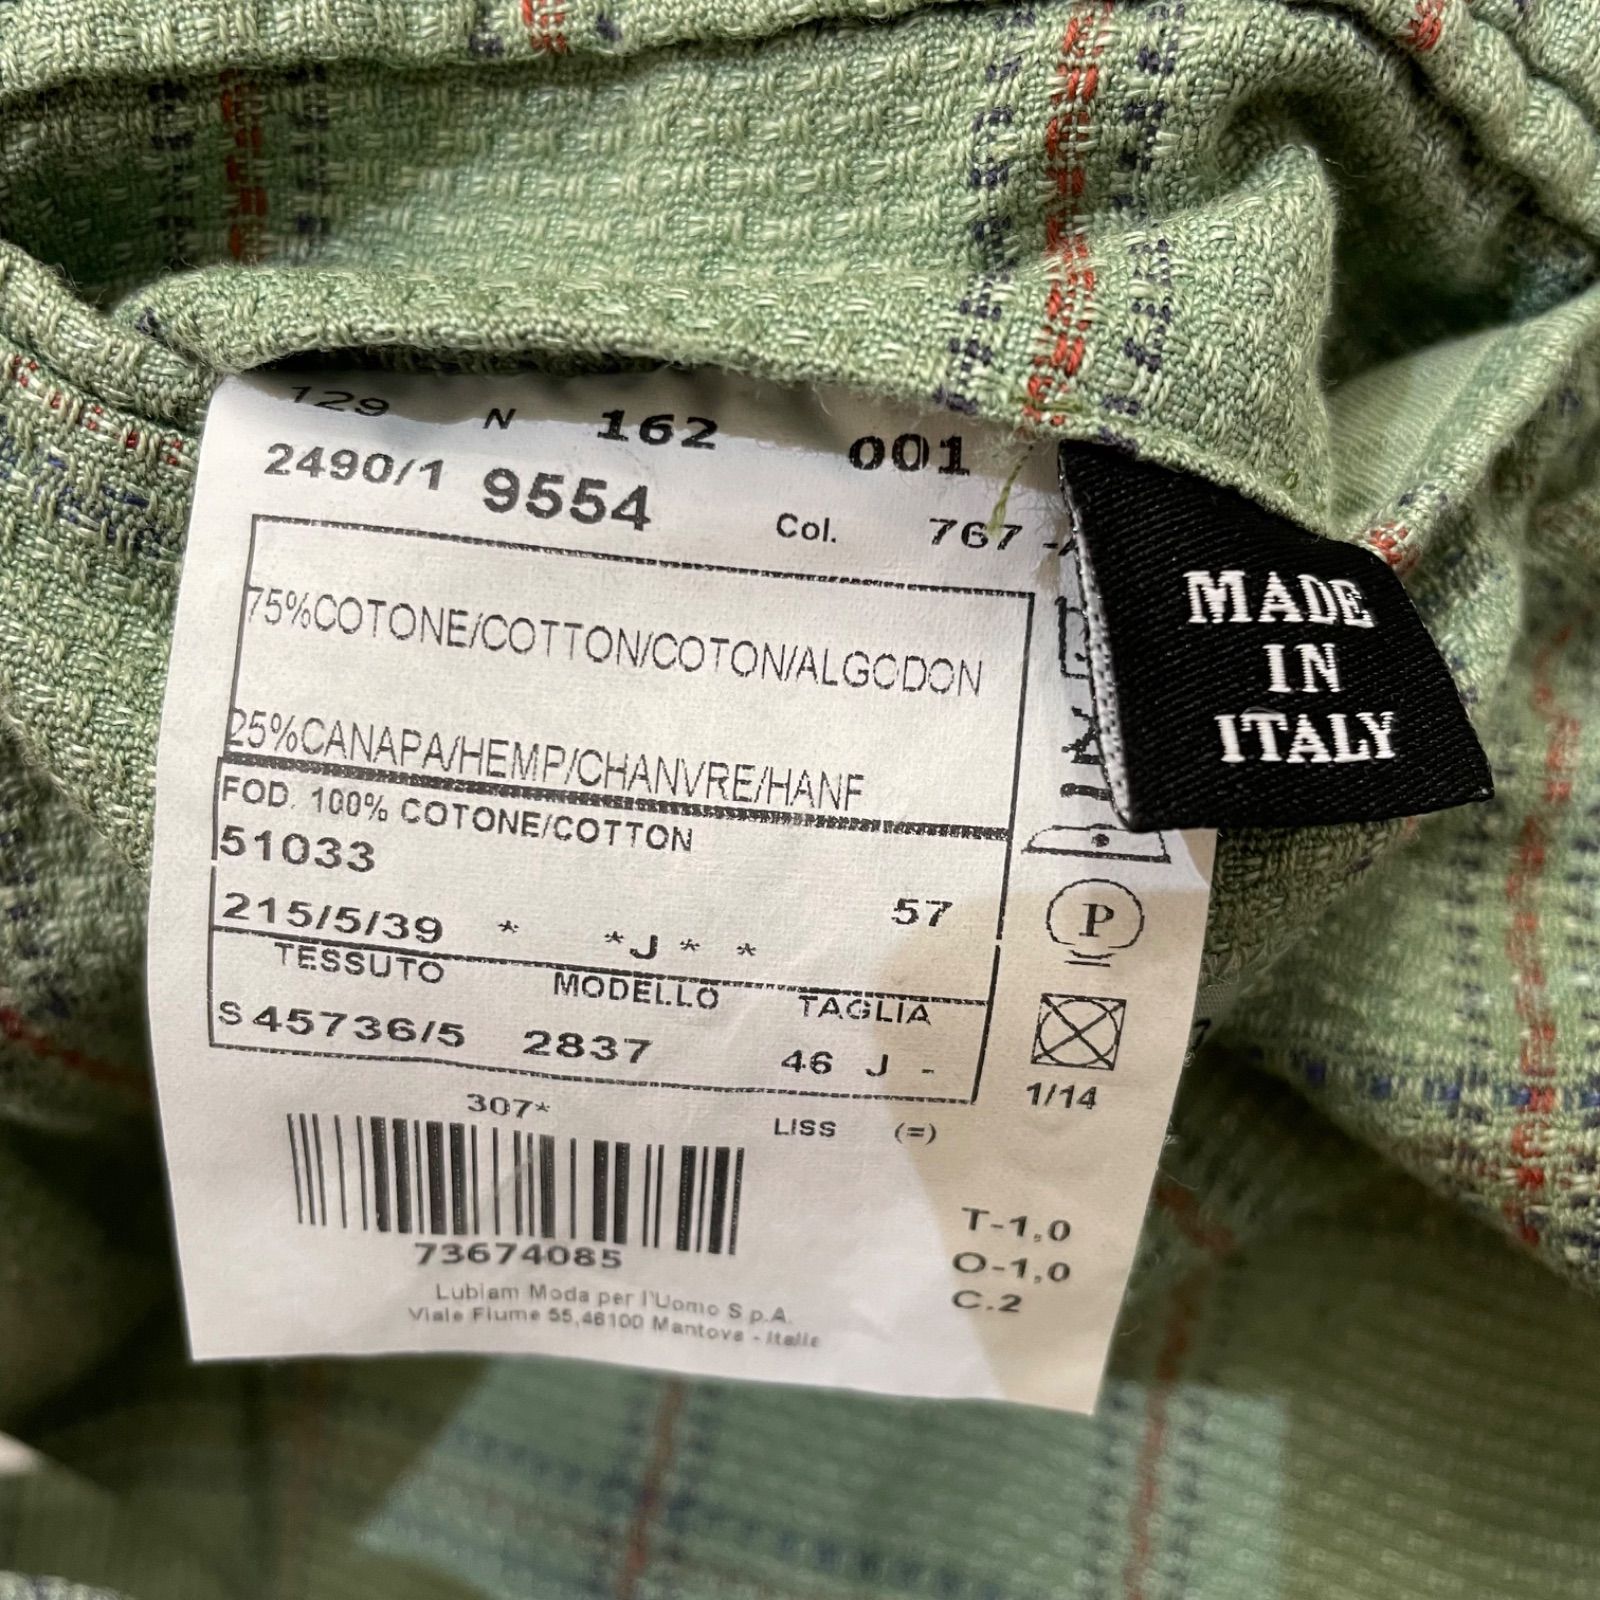 129 N 162 001
2490/1 9554 Col. 767
75%COTONE/COTTON/COTON/ALGODON
25%CANAPA/HEMP/CHANVRE/HANF
FOD. 100% COTONE/COTTON
51033
215/5/39 * *J * * 57
TESSUTO MODELLO TAGLIA
S45736/5 2837 46 J -
307*
LISS (=)
73674085
Lubiam Moda per l'Uomo S.p.A.
Viale Fiume 55,46100 Mantova - Italia
P
1/14
T-1,0
O-1,0
C.2
MADE
IN
ITALY